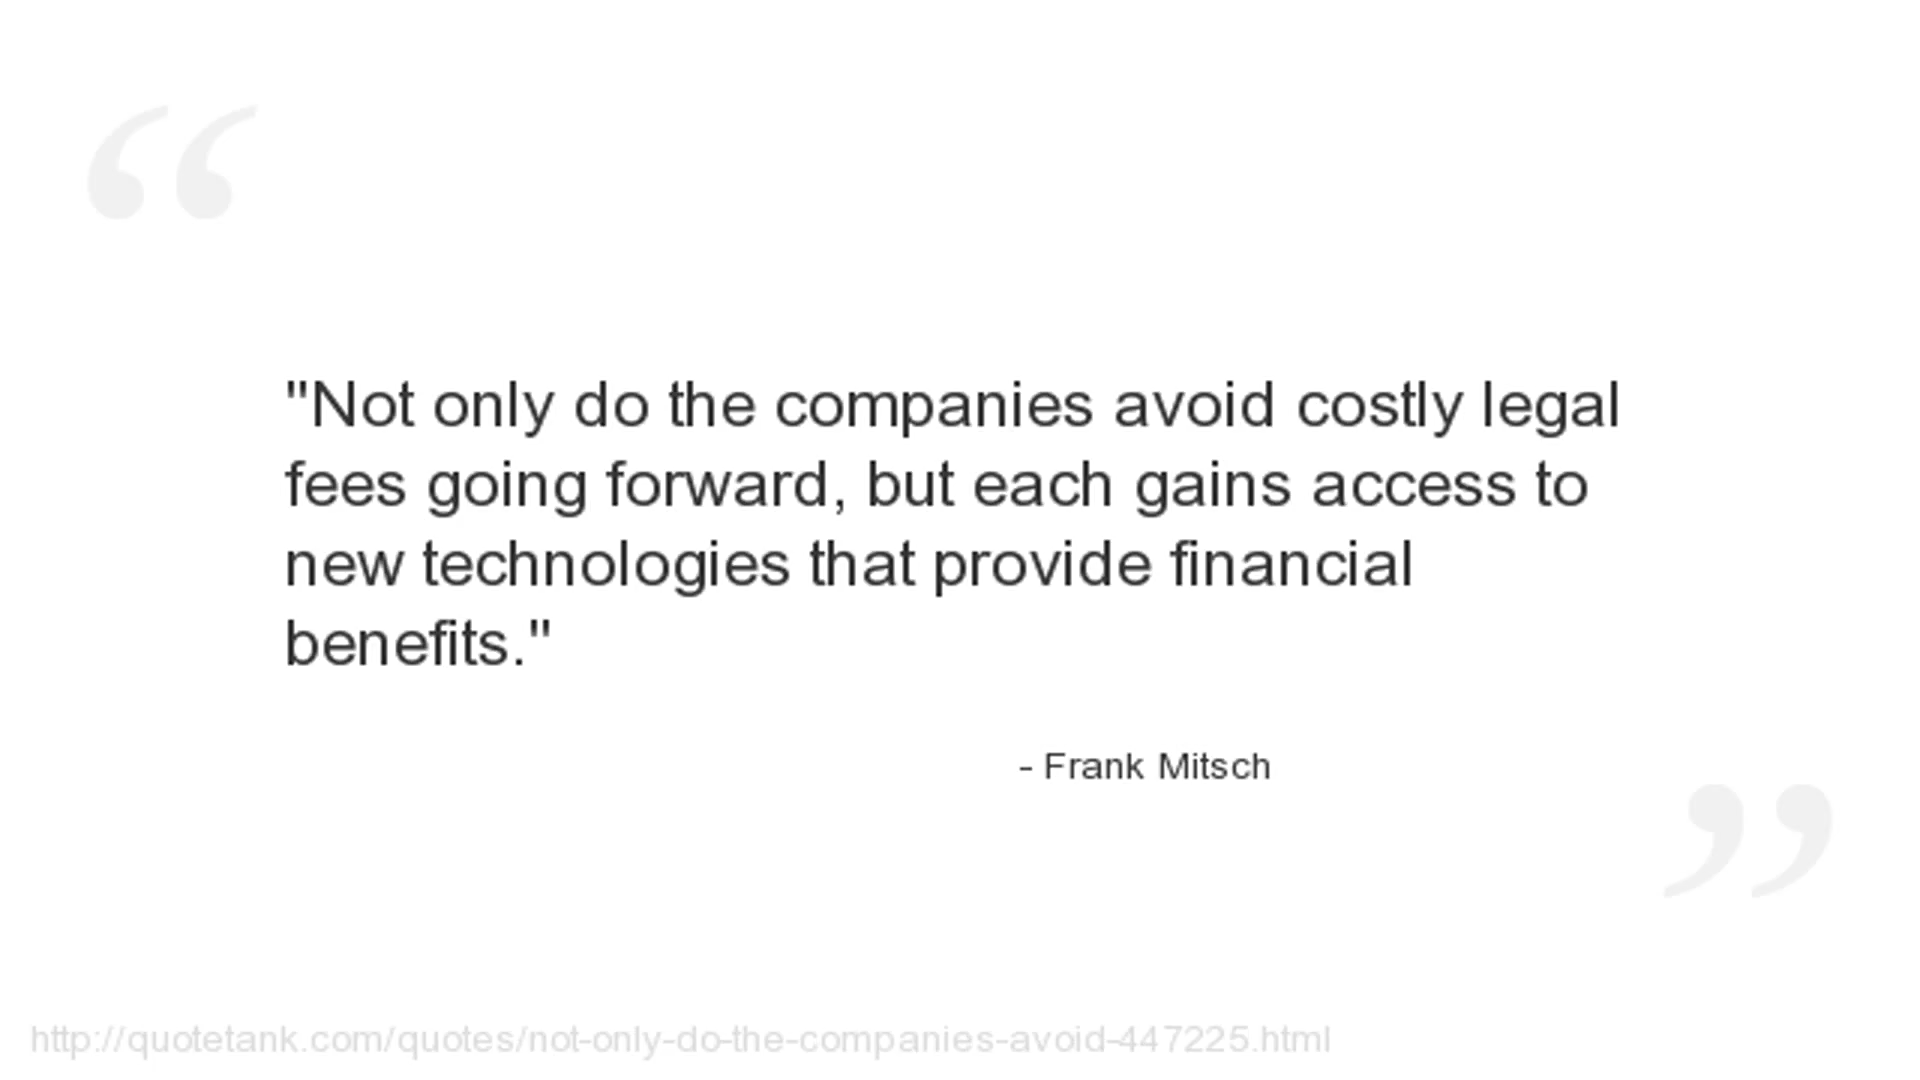 "Not only do the companies avoid costly legal
fees going forward, but each gains access to
new technologies that provide financial
benefits."
- Frank Mitsch
http://quotetank.com/quotes/not-only-do-the-companies-avoid-447225.html